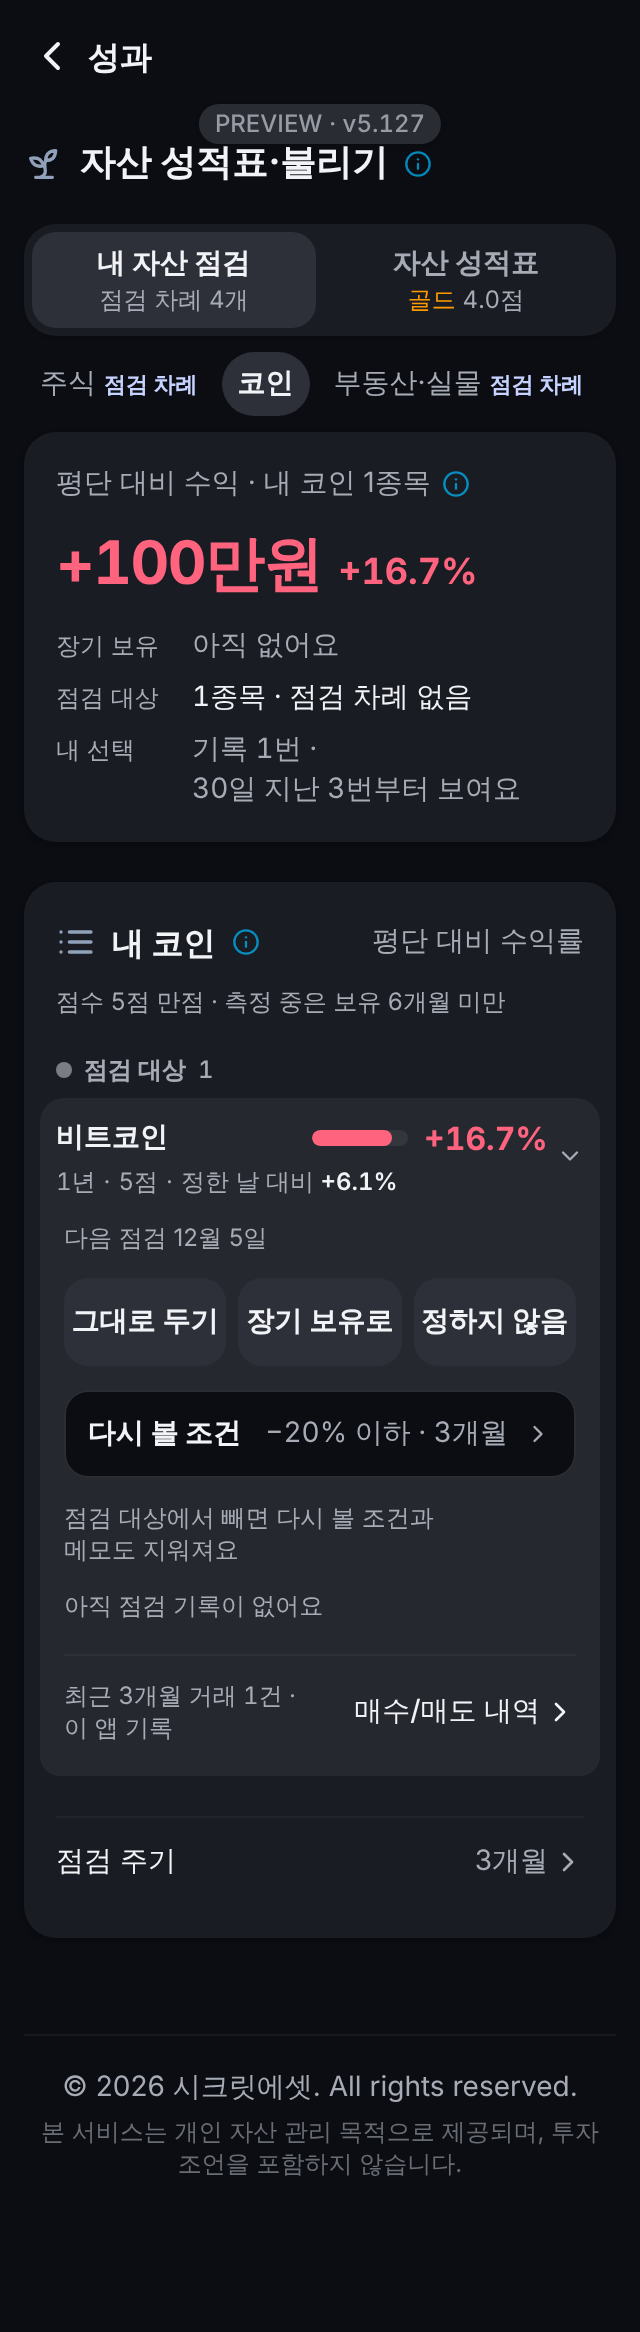 성과
PREVIEW · v5.127
자산 성적표·불리기
내 자산 점검
점검 차례 4개
자산 성적표
골드 4.0점
주식 점검 차례
코인
부동산·실물 점검 차례
평단 대비 수익 · 내 코인 1종목
+100만원 +16.7%
장기 보유 아직 없어요
점검 대상 1종목 · 점검 차례 없음
내 선택 기록 1번 ·
30일 지난 3번부터 보여요
내 코인 평단 대비 수익률
점수 5점 만점 · 측정 중은 보유 6개월 미만
점검 대상 1
비트코인 +16.7%
1년 · 5점 · 정한 날 대비 +6.1%
다음 점검 12월 5일
그대로 두기 장기 보유로 정하지 않음
다시 볼 조건 −20% 이하 · 3개월
점검 대상에서 빼면 다시 볼 조건과
메모도 지워져요
아직 점검 기록이 없어요
최근 3개월 거래 1건 ·
이 앱 기록
매수/매도 내역
점검 주기 3개월
© 2026 시크릿에셋. All rights reserved.
본 서비스는 개인 자산 관리 목적으로 제공되며, 투자
조언을 포함하지 않습니다.